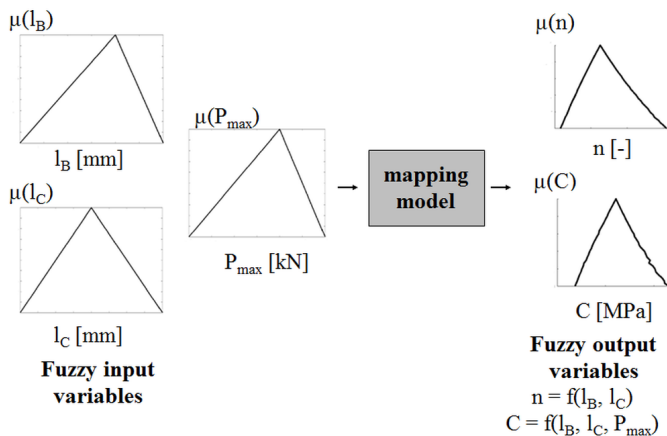 μ(l_B)
l_B [mm]
μ(l_C)
l_C [mm]
Fuzzy input
variables
μ(P_max)
P_max [kN]
mapping
model
μ(n)
n [-]
μ(C)
C [MPa]
Fuzzy output
variables
n = f(l_B, l_C)
C = f(l_B, l_C, P_max)